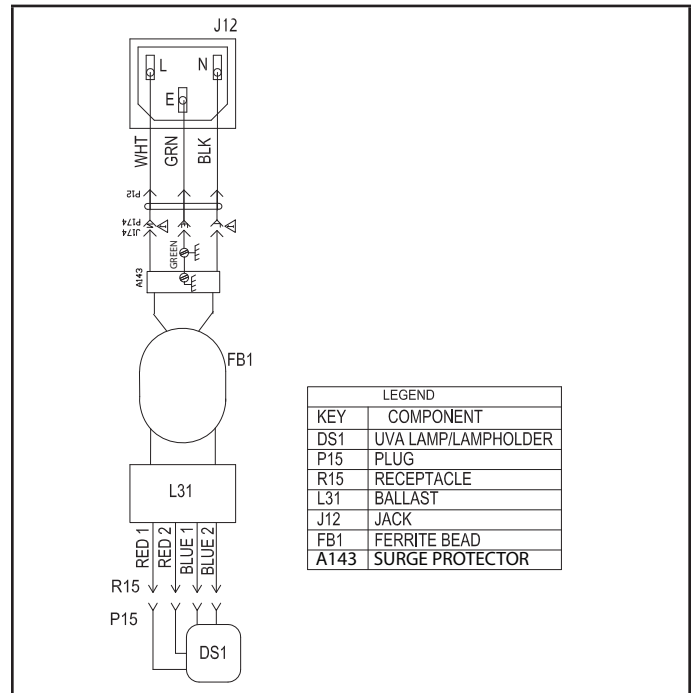 J12
L N
E
WHT GRN BLK
P12
P174
J174
GREEN
A143
FB1
L31
RED 1 RED 2 BLUE 1 BLUE 2
R15
P15
DS1
LEGEND
KEY COMPONENT
DS1 UVA LAMP/LAMPHOLDER
P15 PLUG
R15 RECEPTACLE
L31 BALLAST
J12 JACK
FB1 FERRITE BEAD
A143 SURGE PROTECTOR